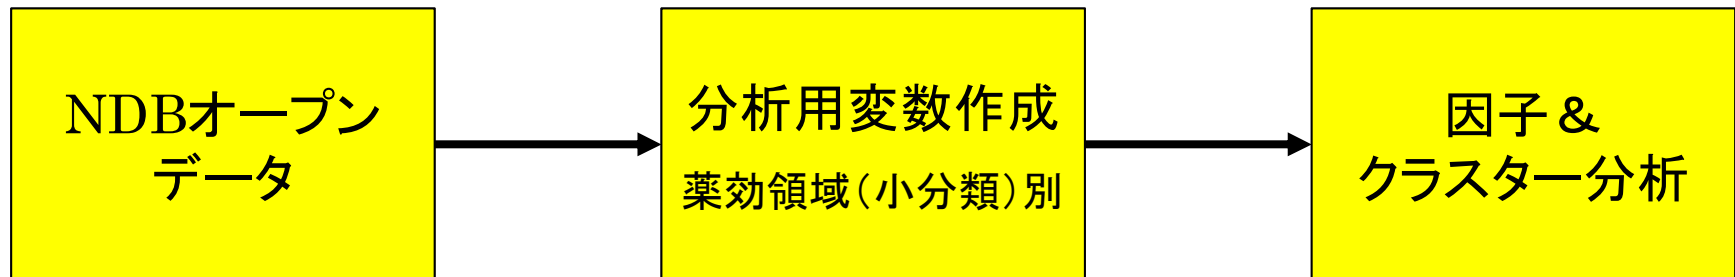 NDBオープン
データ
分析用変数作成
薬効領域（小分類）別
因子＆
クラスター分析